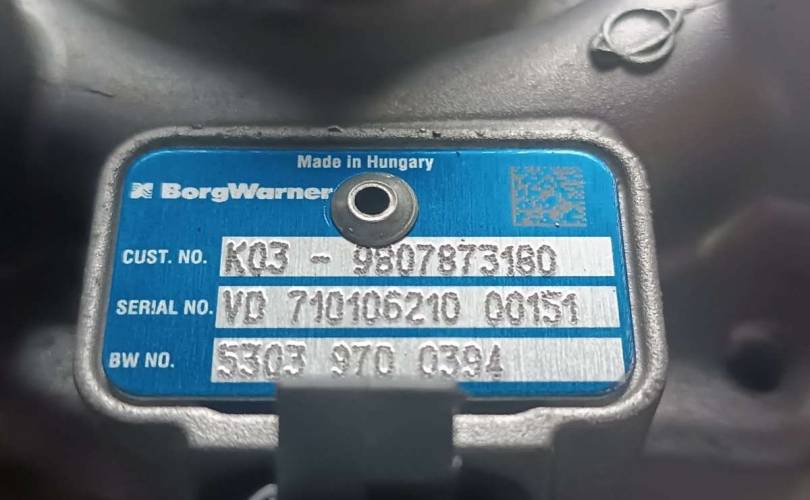 Made in Hungary
BorgWarner
CUST. NO. K03 - 9807873180
SERIAL NO. VD 710106210 00151
BW NO. 5303 970 0394